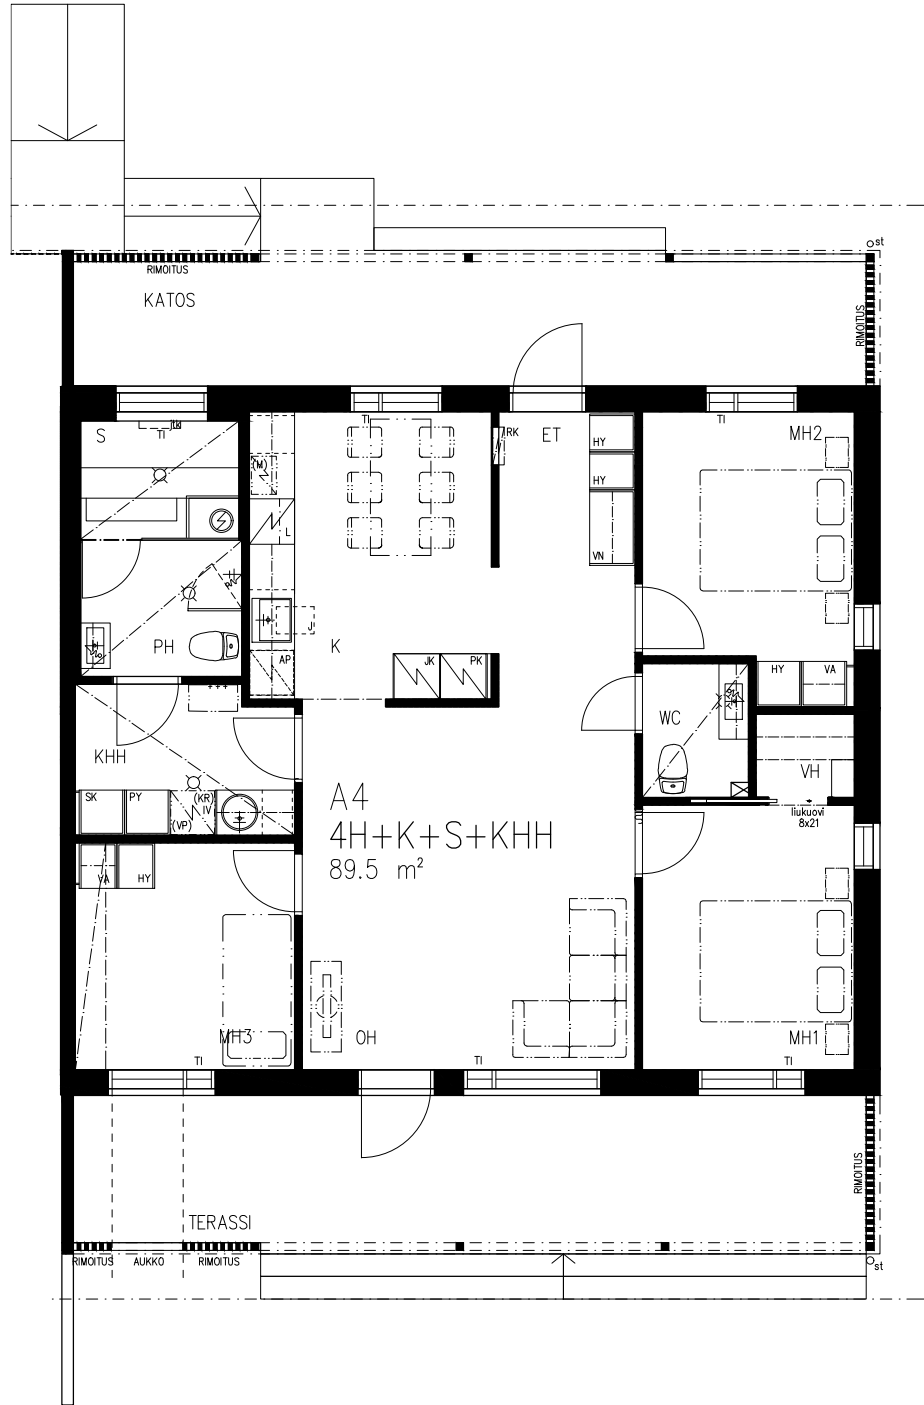 st
RIMOITUS
KATOS
RIMOITUS
TI
TI
TI
S
RK
ET
MH2
HY
(M)
HY
L
VN
J
PH
K
AP
JK
PK
HY
VA
+++
WC
KHH
VH
SK
PY
(KR)
IV
(VP)
A4
liukuovi
8x21
4H+K+S+KHH
89.5 m²
VA
HY
MH3
OH
MH1
TI
TI
TI
RIMOITUS
TERASSI
RIMOITUS
AUKKO
RIMOITUS
st